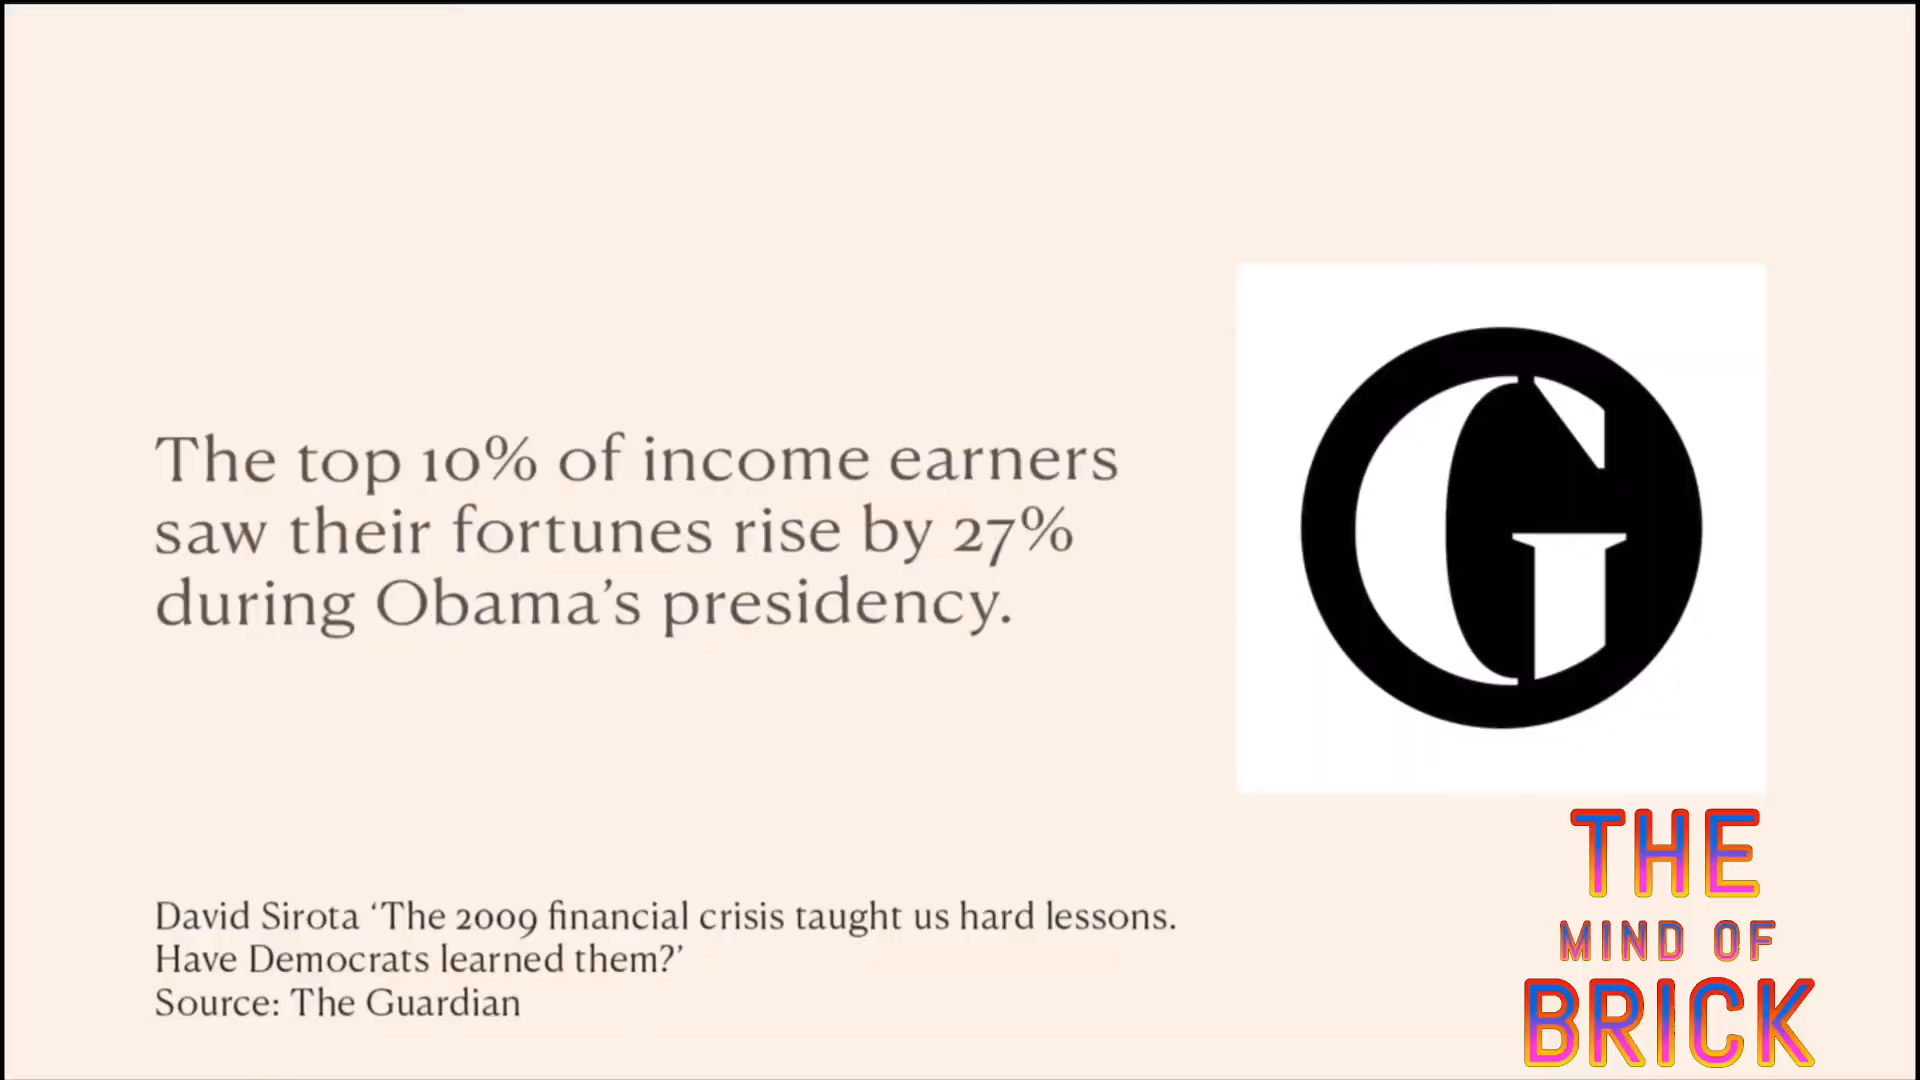 The top 10% of income earners
saw their fortunes rise by 27%
during Obama’s presidency.
G
David Sirota ‘The 2009 financial crisis taught us hard lessons.
Have Democrats learned them?’
Source: The Guardian
THE
MIND OF
BRICK